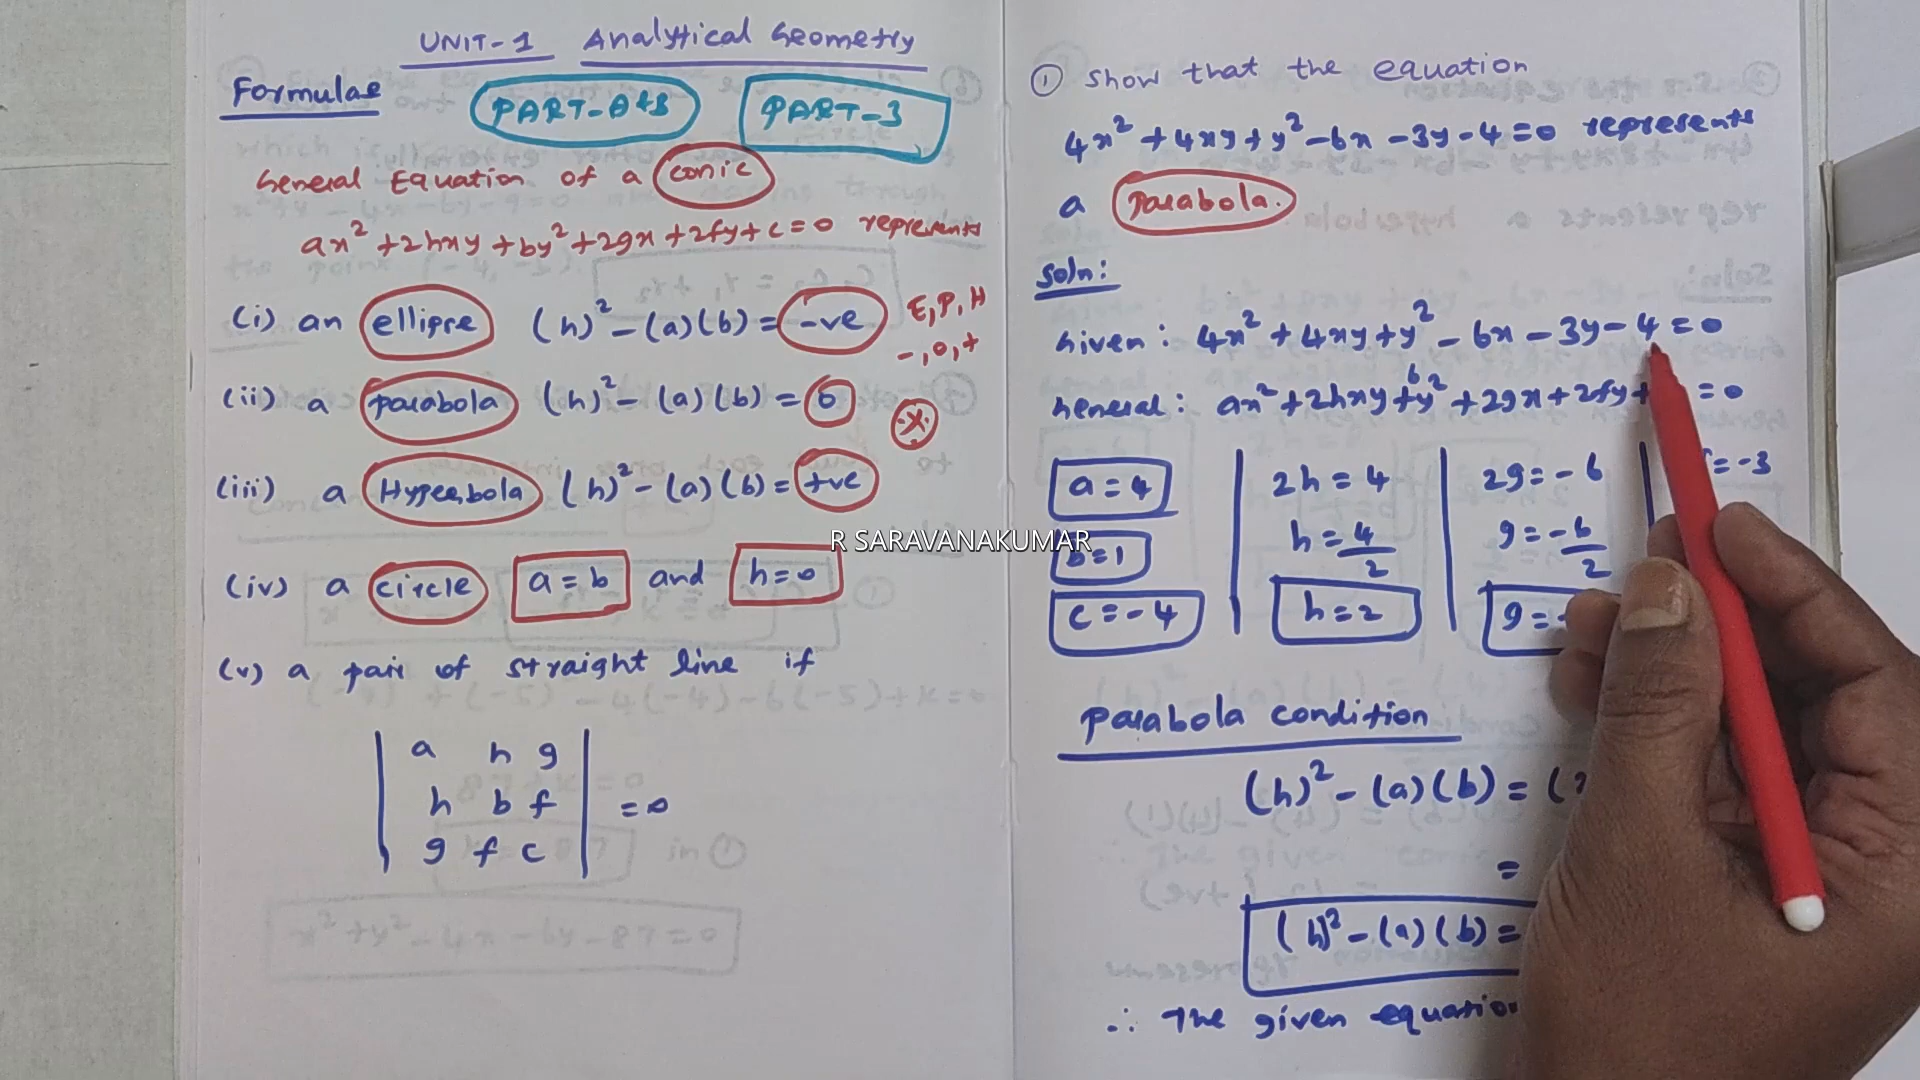 UNIT-1 Analytical Geometry
Formulae
PART-A&B PART-3
General Equation of a conic
ax² + 2hxy + by² + 2gx + 2fy + c = 0 represents
(i) an ellipse (h)² - (a)(b) = -ve
E, P, H
-, 0, +
(ii) a parabola (h)² - (a)(b) = 0
(iii) a Hyperbola (h)² - (a)(b) = +ve
(iv) a circle a = b and h = 0
(v) a pair of straight line if
| a h g |
| h b f | = 0
| g f c |
① Show that the equation
4x² + 4xy + y² - 6x - 3y - 4 = 0 represents
a parabola.
Soln:
Given: 4x² + 4xy + y² - 6x - 3y - 4 = 0
General: ax² + 2hxy + by² + 2gx + 2fy + = 0
a = 4
b = 1
c = -4
2h = 4
h = 4/2
h = 2
2g = -6
g = -6/2
g = -
= -3
Parabola condition
(h)² - (a)(b) = (
=
(h)² - (a)(b) =
∴ The given equation
R SARAVANAKUMAR